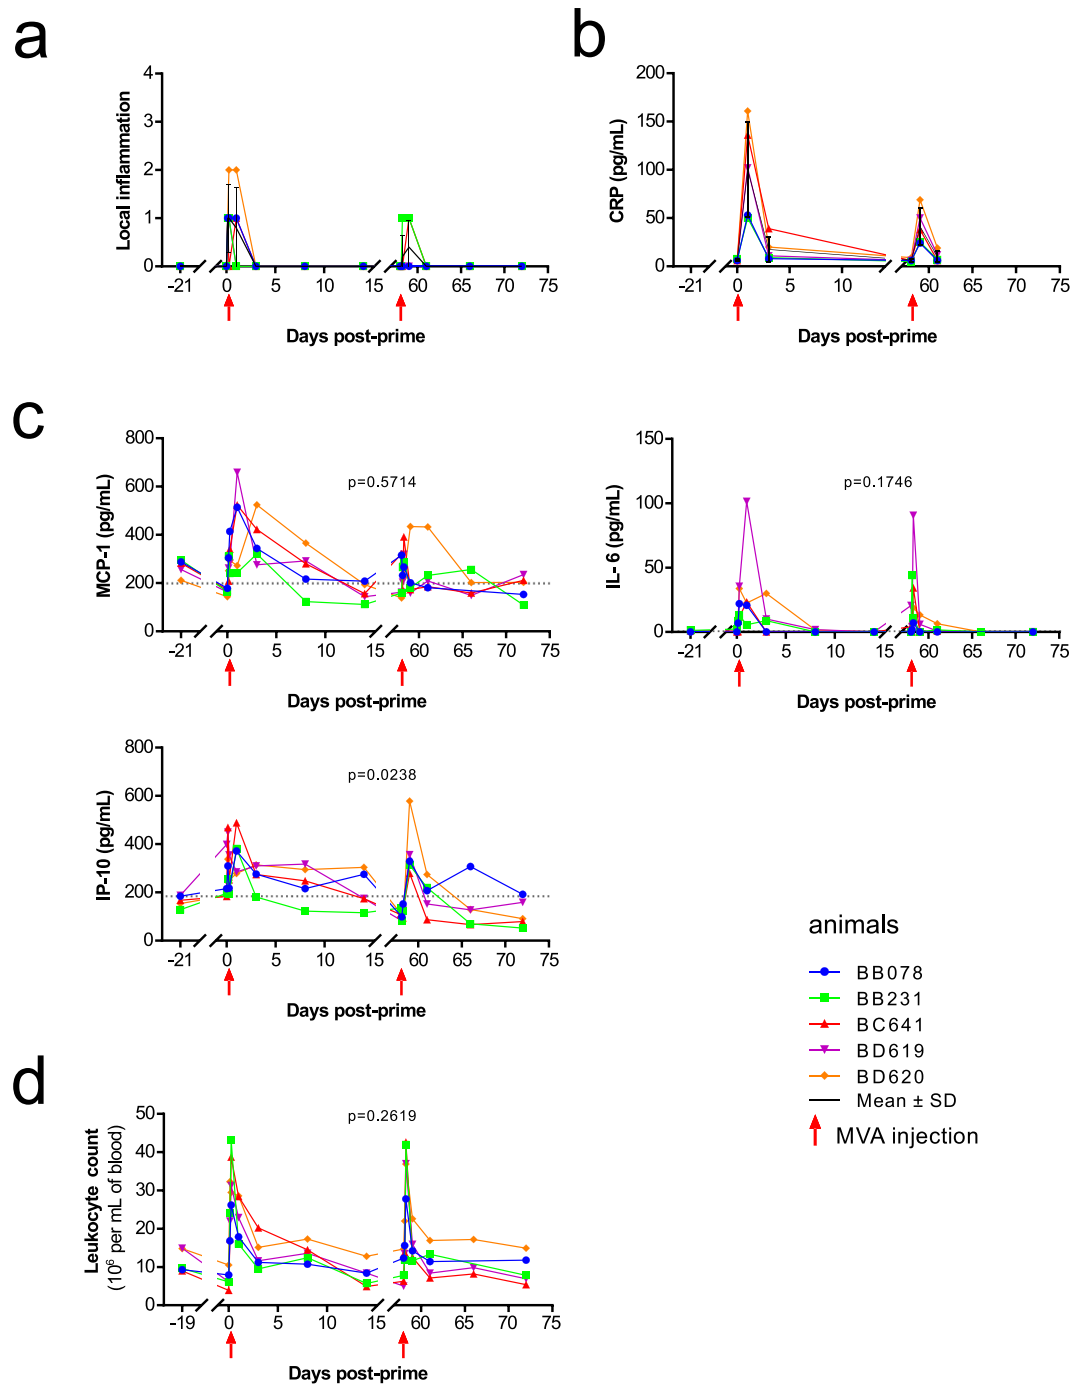 a
4
3
2
1
0
Local inflammation
-21
0
5
10
15
60
65
70
75
Days post-prime
b
200
150
100
50
0
CRP (pg/mL)
-21
0
5
10
15
60
65
70
75
Days post-prime
c
800
600
400
200
0
MCP-1 (pg/mL)
p=0.5714
-21
0
5
10
15
60
65
70
75
Days post-prime
150
100
50
0
IL- 6 (pg/mL)
p=0.1746
-21
0
5
10
15
60
65
70
75
Days post-prime
800
600
400
200
0
IP-10 (pg/mL)
p=0.0238
-21
0
5
10
15
60
65
70
75
Days post-prime
animals
BB078
BB231
BC641
BD619
BD620
Mean ± SD
MVA injection
d
50
40
30
20
10
0
Leukocyte count
(10⁶ per mL of blood)
p=0.2619
-19
0
5
10
15
60
65
70
75
Days post-prime